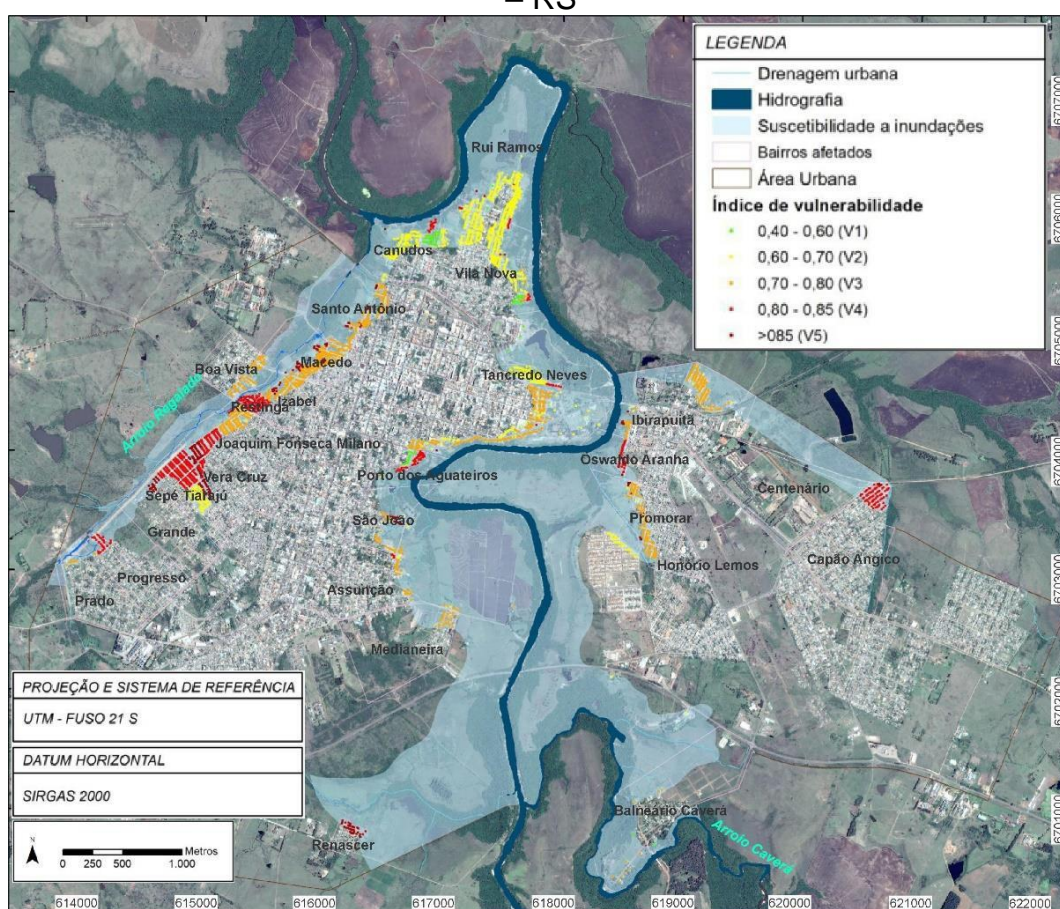 – RS
LEGENDA
Drenagem urbana
Hidrografia
Suscetibilidade a inundações
Bairros afetados
Área Urbana
Índice de vulnerabilidade
0,40 - 0,60 (V1)
0,60 - 0,70 (V2)
0,70 - 0,80 (V3
0,80 - 0,85 (V4)
>085 (V5)
Rui Ramos
Canudos
Vila Nova
Santo Antônio
Macedo
Boa Vista
Tancredo Neves
Izabel
Restinga
Arroio Regalado
Ibirapuitã
Joaquim Fonseca Milano
Oswaldo Aranha
Porto dos Aguateiros
Vera Cruz
Centenário
Sepé Tiarajú
São João
Promorar
Grande
Capão Angico
Honório Lemos
Progresso
Assunção
Prado
Medianeira
Balneário Caverá
Arroio Caverá
Renascer
PROJEÇÃO E SISTEMA DE REFERÊNCIA
UTM - FUSO 21 S
DATUM HORIZONTAL
SIRGAS 2000
N
0 250 500 1.000 Metros
6707000
6706000
6705000
6704000
6703000
6702000
6701000
614000 615000 616000 617000 618000 619000 620000 621000 622000